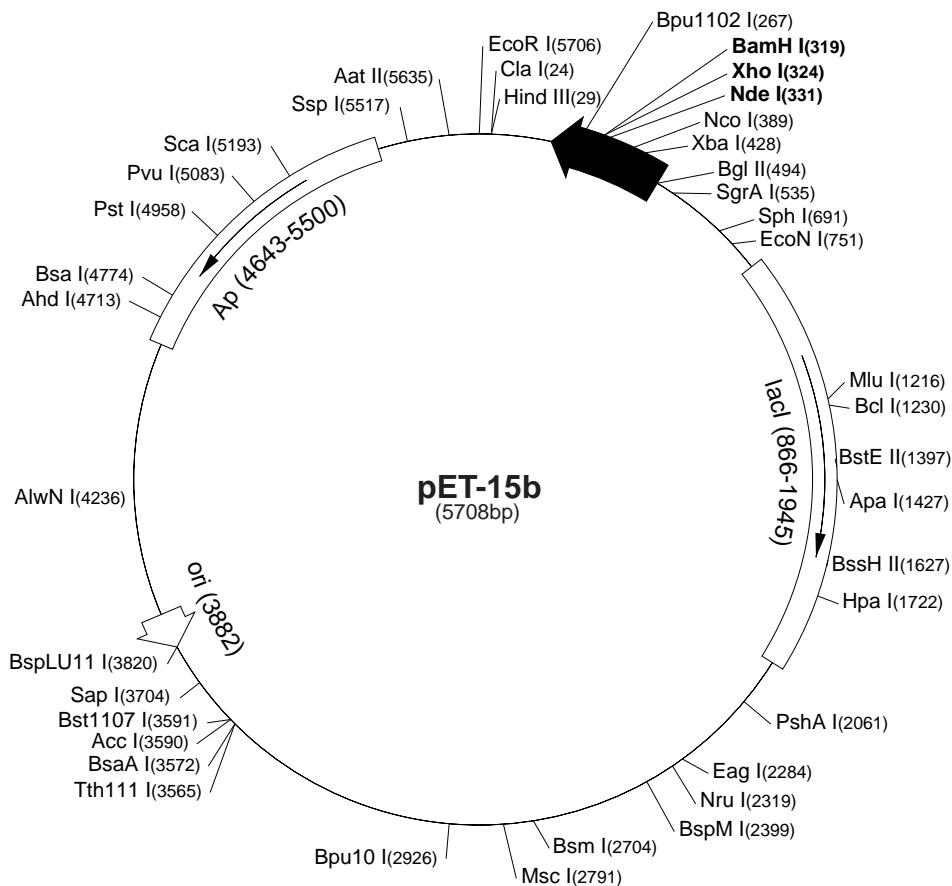 EcoR I(5706)
Cla I(24)
Hind III(29)
Bpu1102 I(267)
BamH I(319)
Xho I(324)
Nde I(331)
Nco I(389)
Xba I(428)
Bgl II(494)
SgrA I(535)
Sph I(691)
EcoN I(751)
lacI (866-1945)
Mlu I(1216)
Bcl I(1230)
BstE II(1397)
Apa I(1427)
BssH II(1627)
Hpa I(1722)
PshA I(2061)
Eag I(2284)
Nru I(2319)
BspM I(2399)
Bsm I(2704)
Msc I(2791)
Bpu10 I(2926)
Tth111 I(3565)
BsaA I(3572)
Acc I(3590)
Bst1107 I(3591)
Sap I(3704)
BspLU11 I(3820)
ori (3882)
AlwN I(4236)
Ahd I(4713)
Bsa I(4774)
Pst I(4958)
Pvu I(5083)
Sca I(5193)
Ap (4643-5500)
Ssp I(5517)
Aat II(5635)
pET-15b
(5708bp)